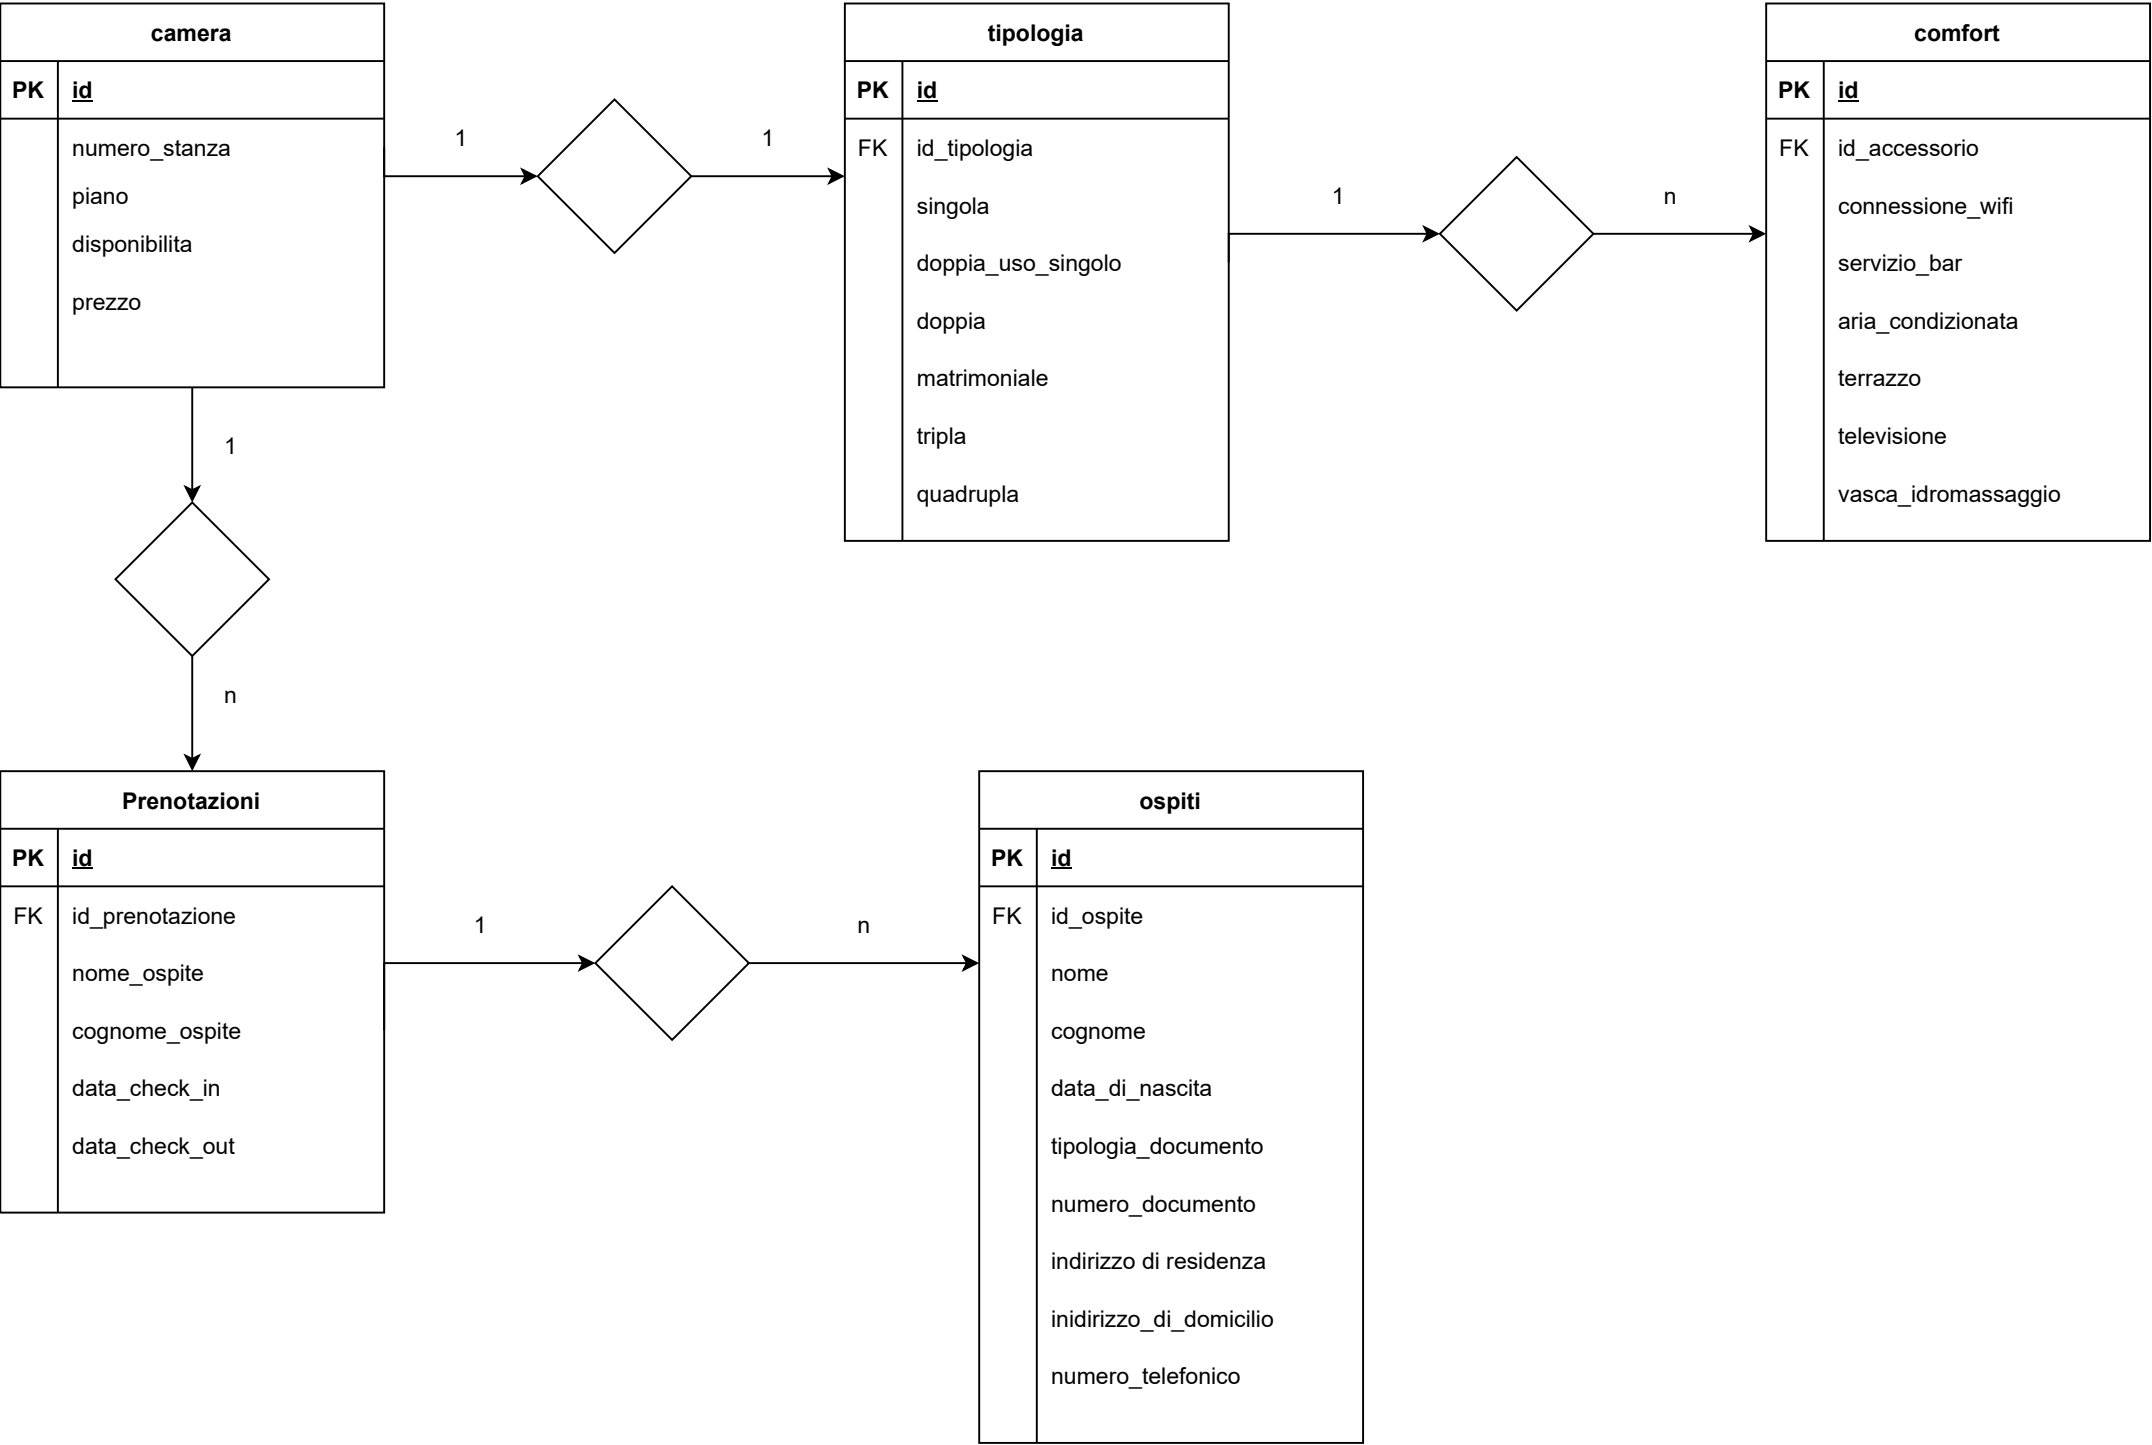 camera
PK id
numero_stanza
piano
disponibilita
prezzo
1
1
tipologia
PK id
FK id_tipologia
singola
doppia_uso_singolo
doppia
matrimoniale
tripla
quadrupla
1
n
comfort
PK id
FK id_accessorio
connessione_wifi
servizio_bar
aria_condizionata
terrazzo
televisione
vasca_idromassaggio
1
n
Prenotazioni
PK id
FK id_prenotazione
nome_ospite
cognome_ospite
data_check_in
data_check_out
1
n
ospiti
PK id
FK id_ospite
nome
cognome
data_di_nascita
tipologia_documento
numero_documento
indirizzo di residenza
inidirizzo_di_domicilio
numero_telefonico